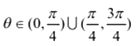 θ ∈ (0, π/4) ∪ (π/4, 3π/4)